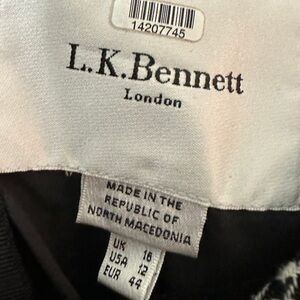 14207745
L.K.Bennett
London
MADE IN THE
REPUBLIC OF
NORTH MACEDONIA
UK 16
USA 12
EUR 44